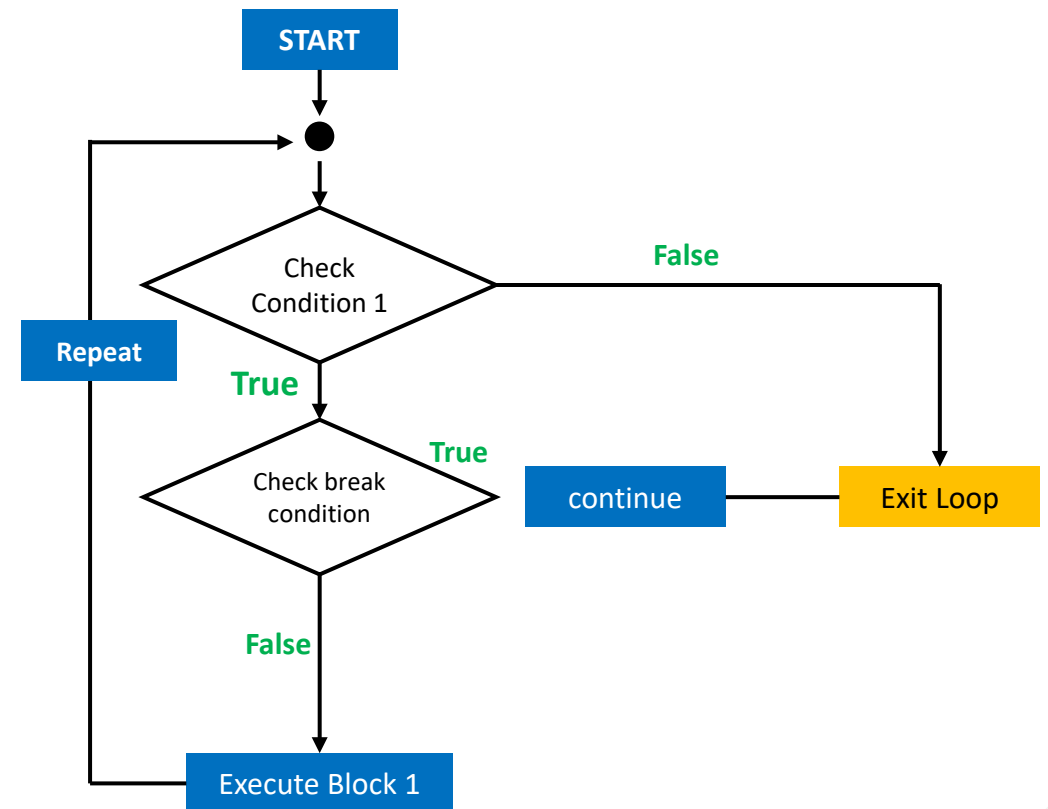 START
Check
Condition 1
False
Repeat
True
True
Check break
condition
continue
Exit Loop
False
Execute Block 1